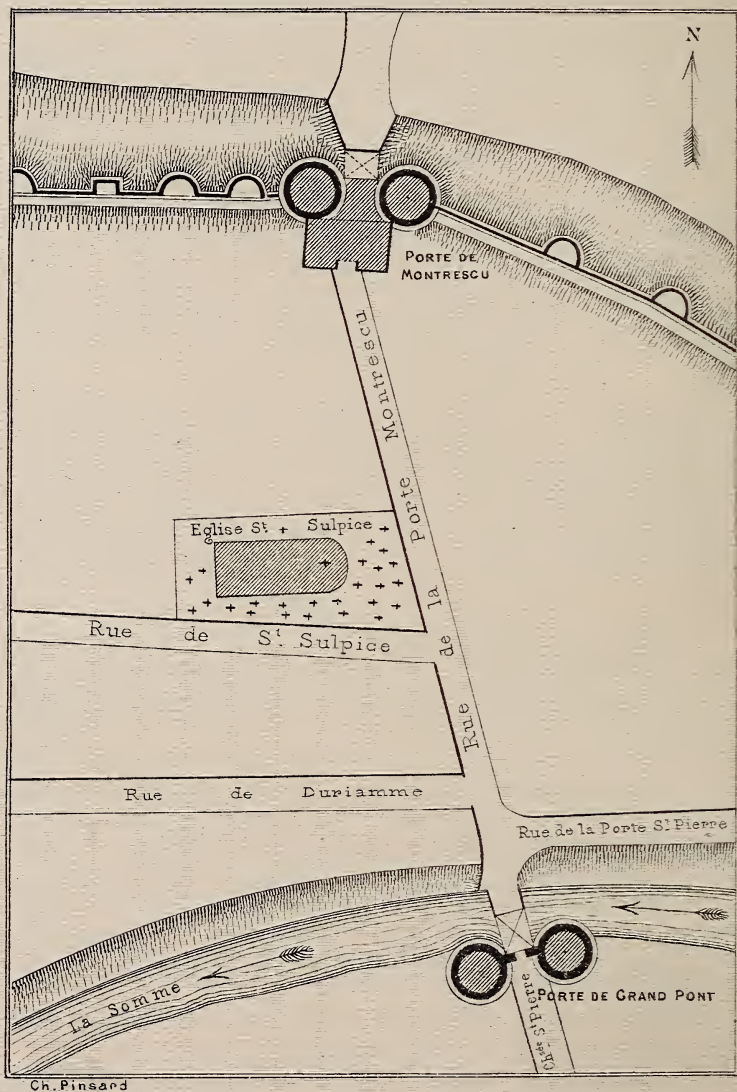 N
PORTE DE
MONTRESCU
Rue de la Porte Montrescu
Eglise St Sulpice
Rue de St Sulpice
Rue de Duriamme
Rue de la Porte St Pierre
La Somme
PORTE DE GRAND PONT
Chsée St Pierre
Ch. Pinsard